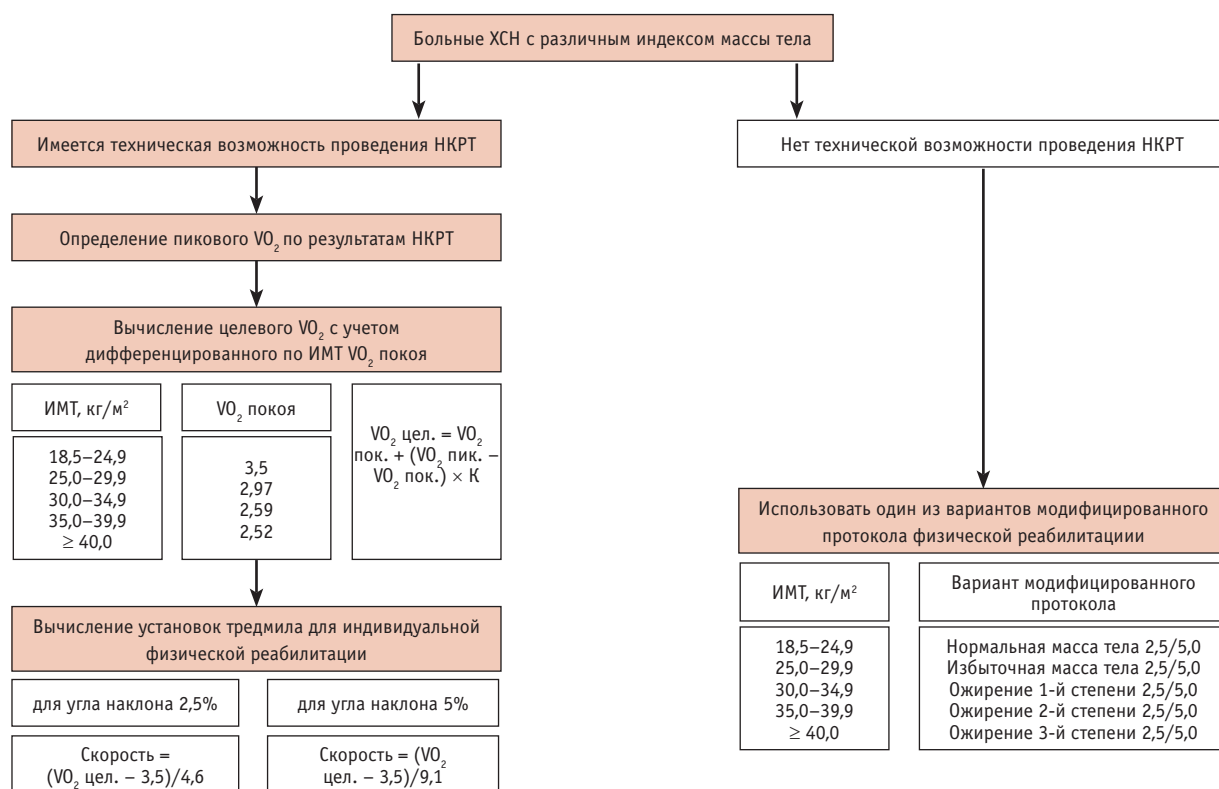 Больные ХСН с различным индексом массы тела
Имеется техническая возможность проведения НКРТ
Нет технической возможности проведения НКРТ
Определение пикового VO₂ по результатам НКРТ
Вычисление целевого VO₂ с учетом
дифференцированного по ИМТ VO₂ покоя
ИМТ, кг/м²
18,5–24,9
25,0–29,9
30,0–34,9
35,0–39,9
≥ 40,0
VO₂ покоя
3,5
2,97
2,59
2,52
VO₂ цел. = VO₂
пок. + (VO₂ пик. –
VO₂ пок.) × К
Вычисление установок тредмила для индивидуальной
физической реабилитации
для угла наклона 2,5%
Скорость =
(VO₂ цел. – 3,5)/4,6
для угла наклона 5%
Скорость = (VO₂
цел. – 3,5)/9,1
Использовать один из вариантов модифицированного
протокола физической реабилитациии
ИМТ, кг/м²
18,5–24,9
25,0–29,9
30,0–34,9
35,0–39,9
≥ 40,0
Вариант модифицированного
протокола
Нормальная масса тела 2,5/5,0
Избыточная масса тела 2,5/5,0
Ожирение 1-й степени 2,5/5,0
Ожирение 2-й степени 2,5/5,0
Ожирение 3-й степени 2,5/5,0